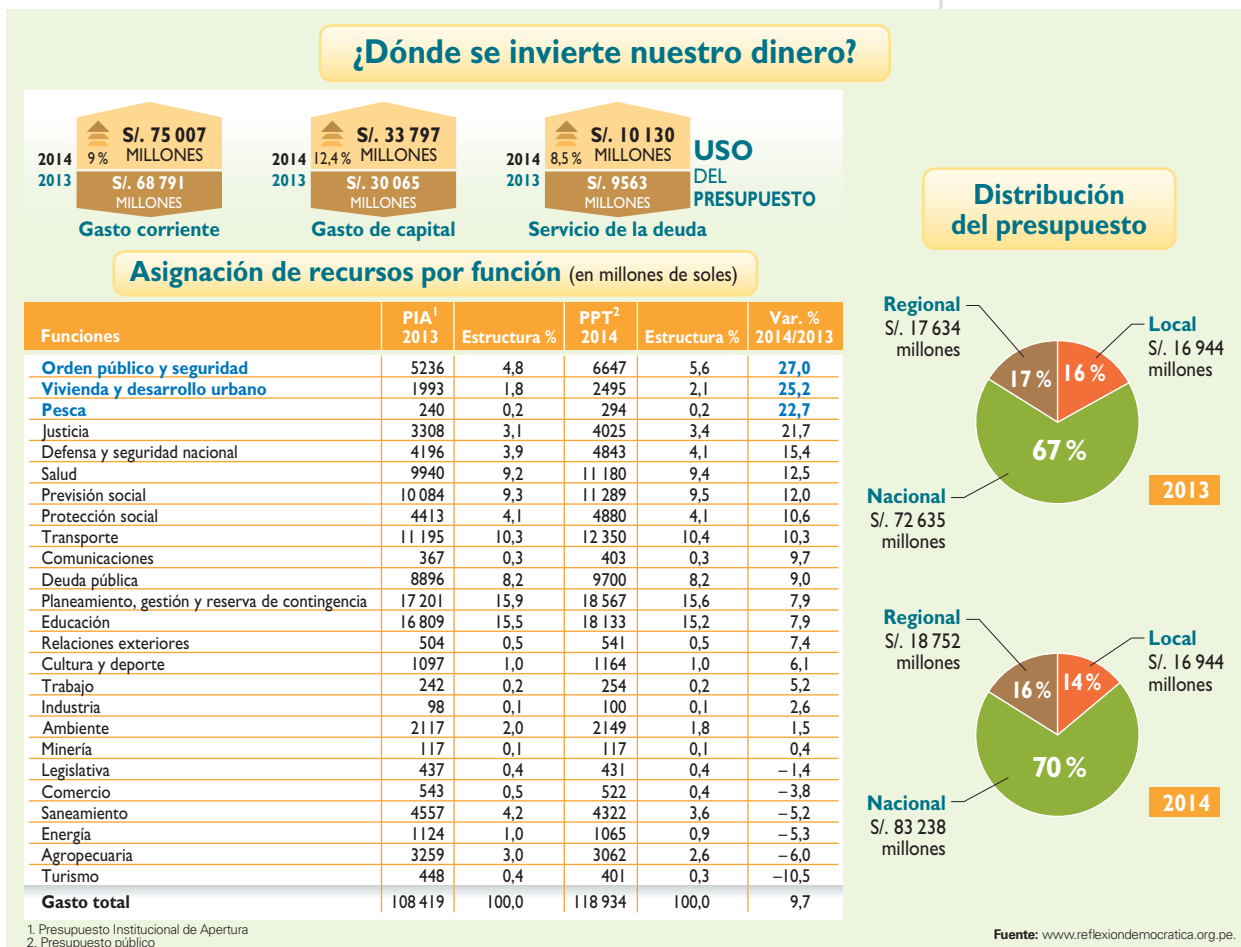 ¿Dónde se invierte nuestro dinero?
2014 9 % S/. 75 007 MILLONES
2013 S/. 68 791 MILLONES
Gasto corriente
2014 12,4 % S/. 33 797 MILLONES
2013 S/. 30 065 MILLONES
Gasto de capital
2014 8,5 % S/. 10 130 MILLONES
2013 S/. 9563 MILLONES
Servicio de la deuda
USO
DEL
PRESUPUESTO
Asignación de recursos por función (en millones de soles)
Funciones PIA1 2013 Estructura % PPT2 2014 Estructura % Var. % 2014/2013
Orden público y seguridad 5236 4,8 6647 5,6 27,0
Vivienda y desarrollo urbano 1993 1,8 2495 2,1 25,2
Pesca 240 0,2 294 0,2 22,7
Justicia 3308 3,1 4025 3,4 21,7
Defensa y seguridad nacional 4196 3,9 4843 4,1 15,4
Salud 9940 9,2 11 180 9,4 12,5
Previsión social 10 084 9,3 11 289 9,5 12,0
Protección social 4413 4,1 4880 4,1 10,6
Transporte 11 195 10,3 12 350 10,4 10,3
Comunicaciones 367 0,3 403 0,3 9,7
Deuda pública 8896 8,2 9700 8,2 9,0
Planeamiento, gestión y reserva de contingencia 17 201 15,9 18 567 15,6 7,9
Educación 16 809 15,5 18 133 15,2 7,9
Relaciones exteriores 504 0,5 541 0,5 7,4
Cultura y deporte 1097 1,0 1164 1,0 6,1
Trabajo 242 0,2 254 0,2 5,2
Industria 98 0,1 100 0,1 2,6
Ambiente 2117 2,0 2149 1,8 1,5
Minería 117 0,1 117 0,1 0,4
Legislativa 437 0,4 431 0,4 –1,4
Comercio 543 0,5 522 0,4 –3,8
Saneamiento 4557 4,2 4322 3,6 –5,2
Energía 1124 1,0 1065 0,9 –5,3
Agropecuaria 3259 3,0 3062 2,6 –6,0
Turismo 448 0,4 401 0,3 –10,5
Gasto total 108 419 100,0 118 934 100,0 9,7
1. Presupuesto Institucional de Apertura
2. Presupuesto público
Distribución
del presupuesto
Regional
S/. 17 634
millones
17 %
Local
S/. 16 944
millones
16 %
67 %
Nacional
S/. 72 635
millones
2013
Regional
S/. 18 752
millones
16 %
Local
S/. 16 944
millones
14 %
70 %
Nacional
S/. 83 238
millones
2014
Fuente: www.reflexiondemocratica.org.pe.